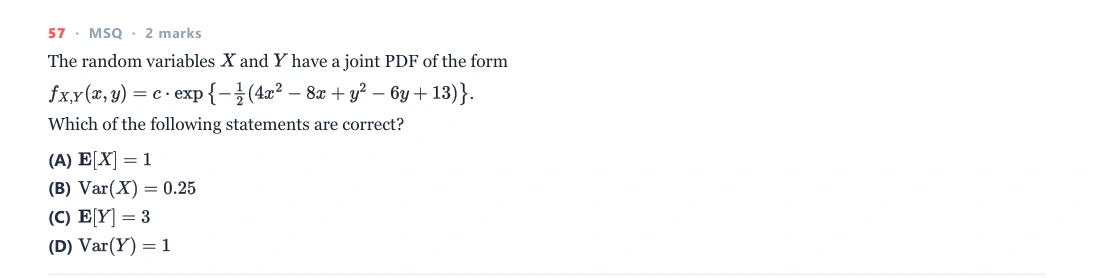 57 · MSQ · 2 marks
The random variables X and Y have a joint PDF of the form
f_{X,Y}(x, y) = c · exp {−\frac{1}{2}(4x² − 8x + y² − 6y + 13)}.
Which of the following statements are correct?
(A) E[X] = 1
(B) Var(X) = 0.25
(C) E[Y] = 3
(D) Var(Y) = 1